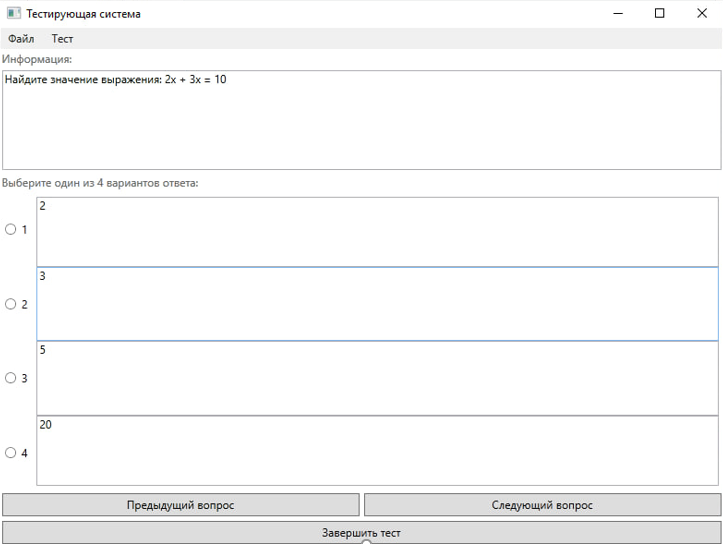 Тестирующая система
Файл Тест
Информация:
Найдите значение выражения: 2x + 3x = 10
Выберите один из 4 вариантов ответа:
1 2
2 3
3 5
4 20
Предыдущий вопрос Следующий вопрос
Завершить тест